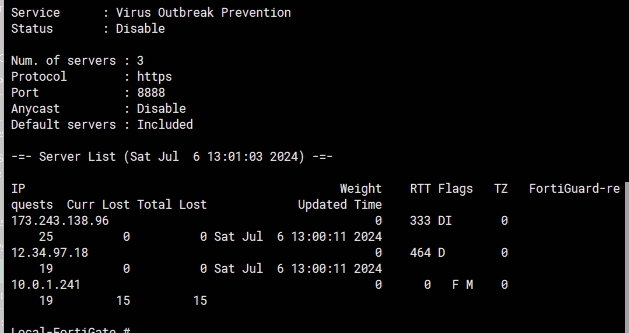 Service      : Virus Outbreak Prevention
Status       : Disable
Num. of servers : 3
Protocol        : https
Port            : 8888
Anycast         : Disable
Default servers : Included
-=- Server List (Sat Jul  6 13:01:03 2024) -=-
IP                                             Weight    RTT Flags   TZ   FortiGuard-re
quests  Curr Lost Total Lost             Updated Time
173.243.138.96                                      0    333 DI       0
    25          0          0 Sat Jul  6 13:00:11 2024
12.34.97.18                                         0    464 D        0
    19          0          0 Sat Jul  6 13:00:11 2024
10.0.1.241                                          0      0   F M    0
    19         15         15
Local-FortiGate #